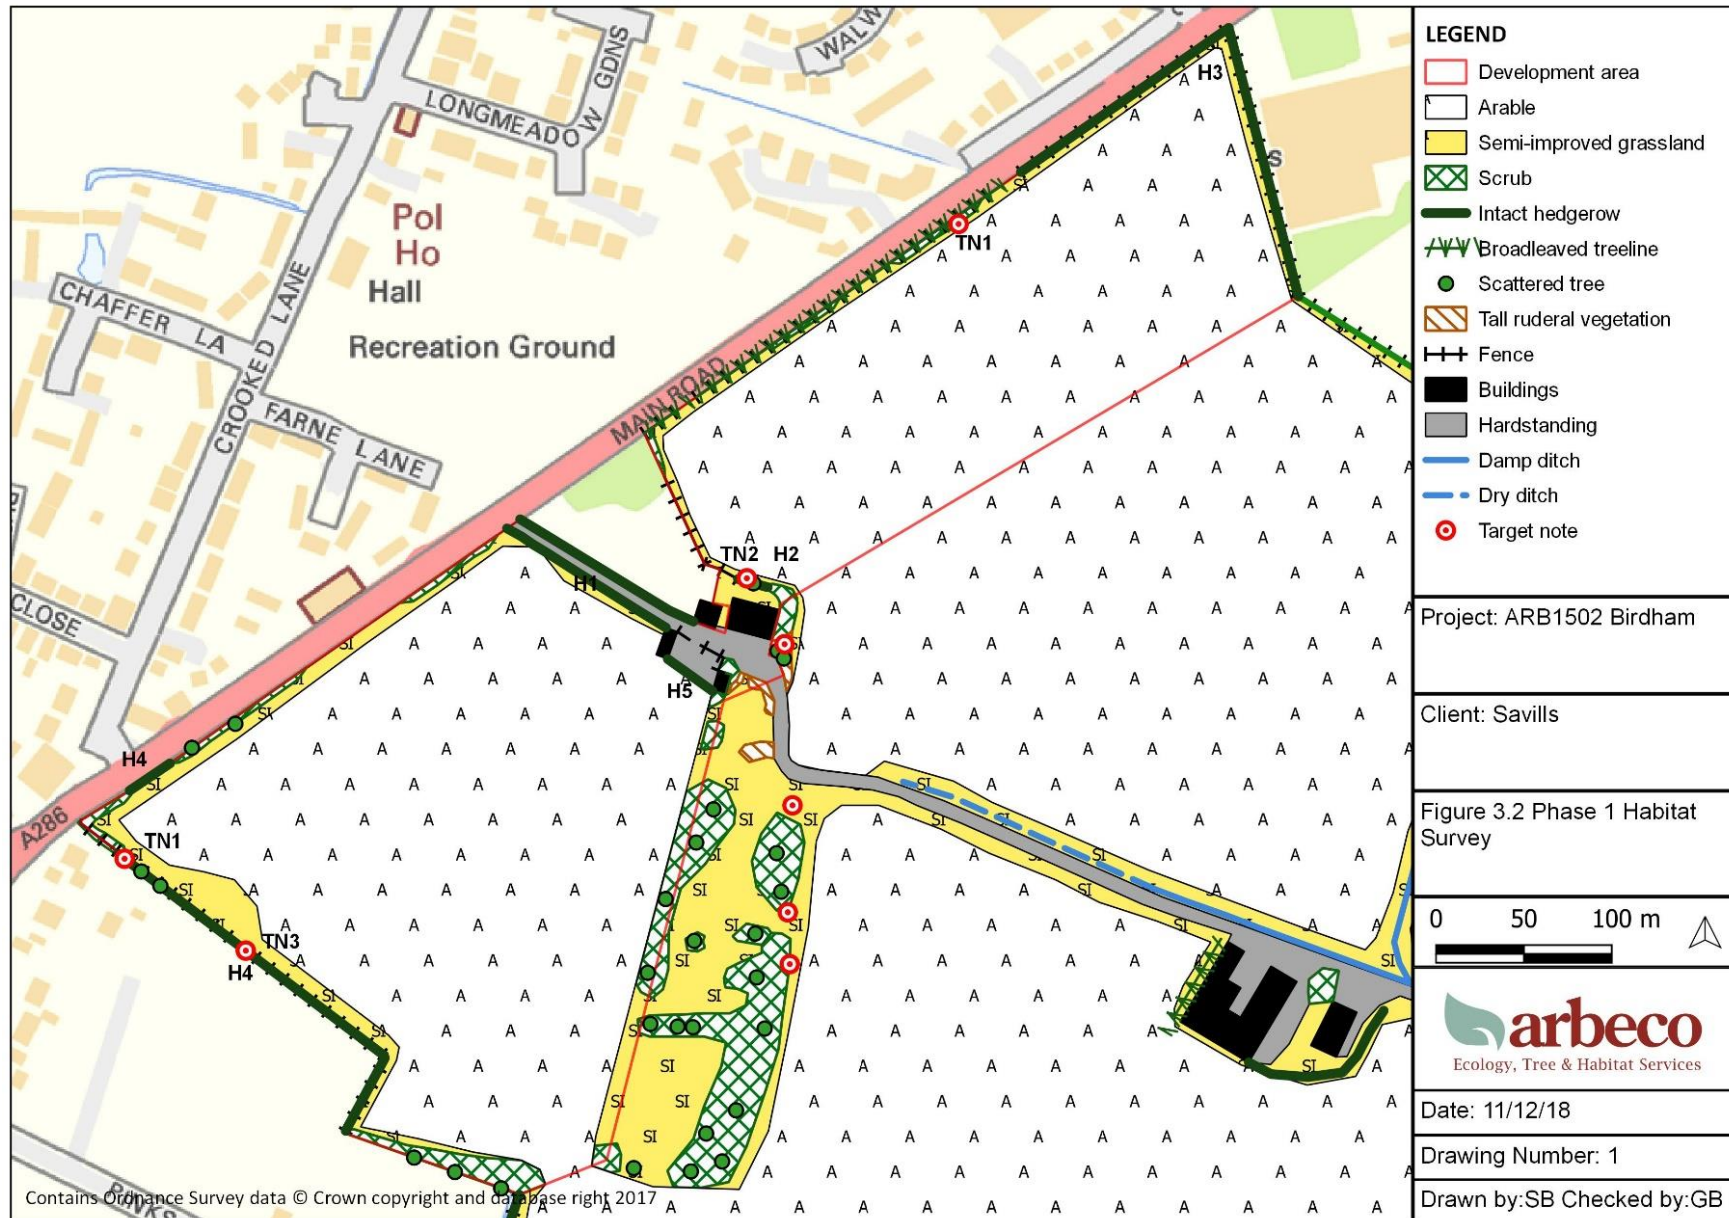 WALW
LONGMEADOW GDNS
Pol
Ho
Hall
Recreation Ground
CHAFFER LA
CROOKED LANE
FARNE LANE
CLOSE
MAIN ROAD
A286
S
H3
TN1
TN2
H2
H1
H5
H4
TN1
TN3
H4
A
SI
Contains Ordnance Survey data © Crown copyright and database right 2017
LEGEND
Development area
Arable
Semi-improved grassland
Scrub
Intact hedgerow
Broadleaved treeline
Scattered tree
Tall ruderal vegetation
Fence
Buildings
Hardstanding
Damp ditch
Dry ditch
Target note
Project: ARB1502 Birdham
Client: Savills
Figure 3.2 Phase 1 Habitat
Survey
0 50 100 m
arbeco
Ecology, Tree & Habitat Services
Date: 11/12/18
Drawing Number: 1
Drawn by:SB Checked by:GB